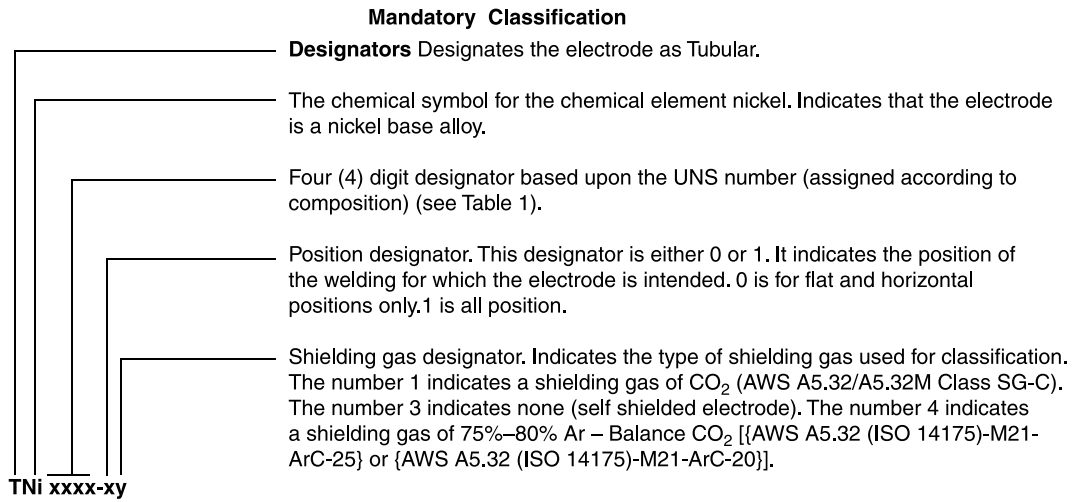 Mandatory Classification
Designators Designates the electrode as Tubular.
The chemical symbol for the chemical element nickel. Indicates that the electrode
is a nickel base alloy.
Four (4) digit designator based upon the UNS number (assigned according to
composition) (see Table 1).
Position designator. This designator is either 0 or 1. It indicates the position of
the welding for which the electrode is intended. 0 is for flat and horizontal
positions only.1 is all position.
Shielding gas designator. Indicates the type of shielding gas used for classification.
The number 1 indicates a shielding gas of CO₂ (AWS A5.32/A5.32M Class SG-C).
The number 3 indicates none (self shielded electrode). The number 4 indicates
a shielding gas of 75%–80% Ar – Balance CO₂ [{AWS A5.32 (ISO 14175)-M21-
ArC-25} or {AWS A5.32 (ISO 14175)-M21-ArC-20}].
TNi xxxx-xy